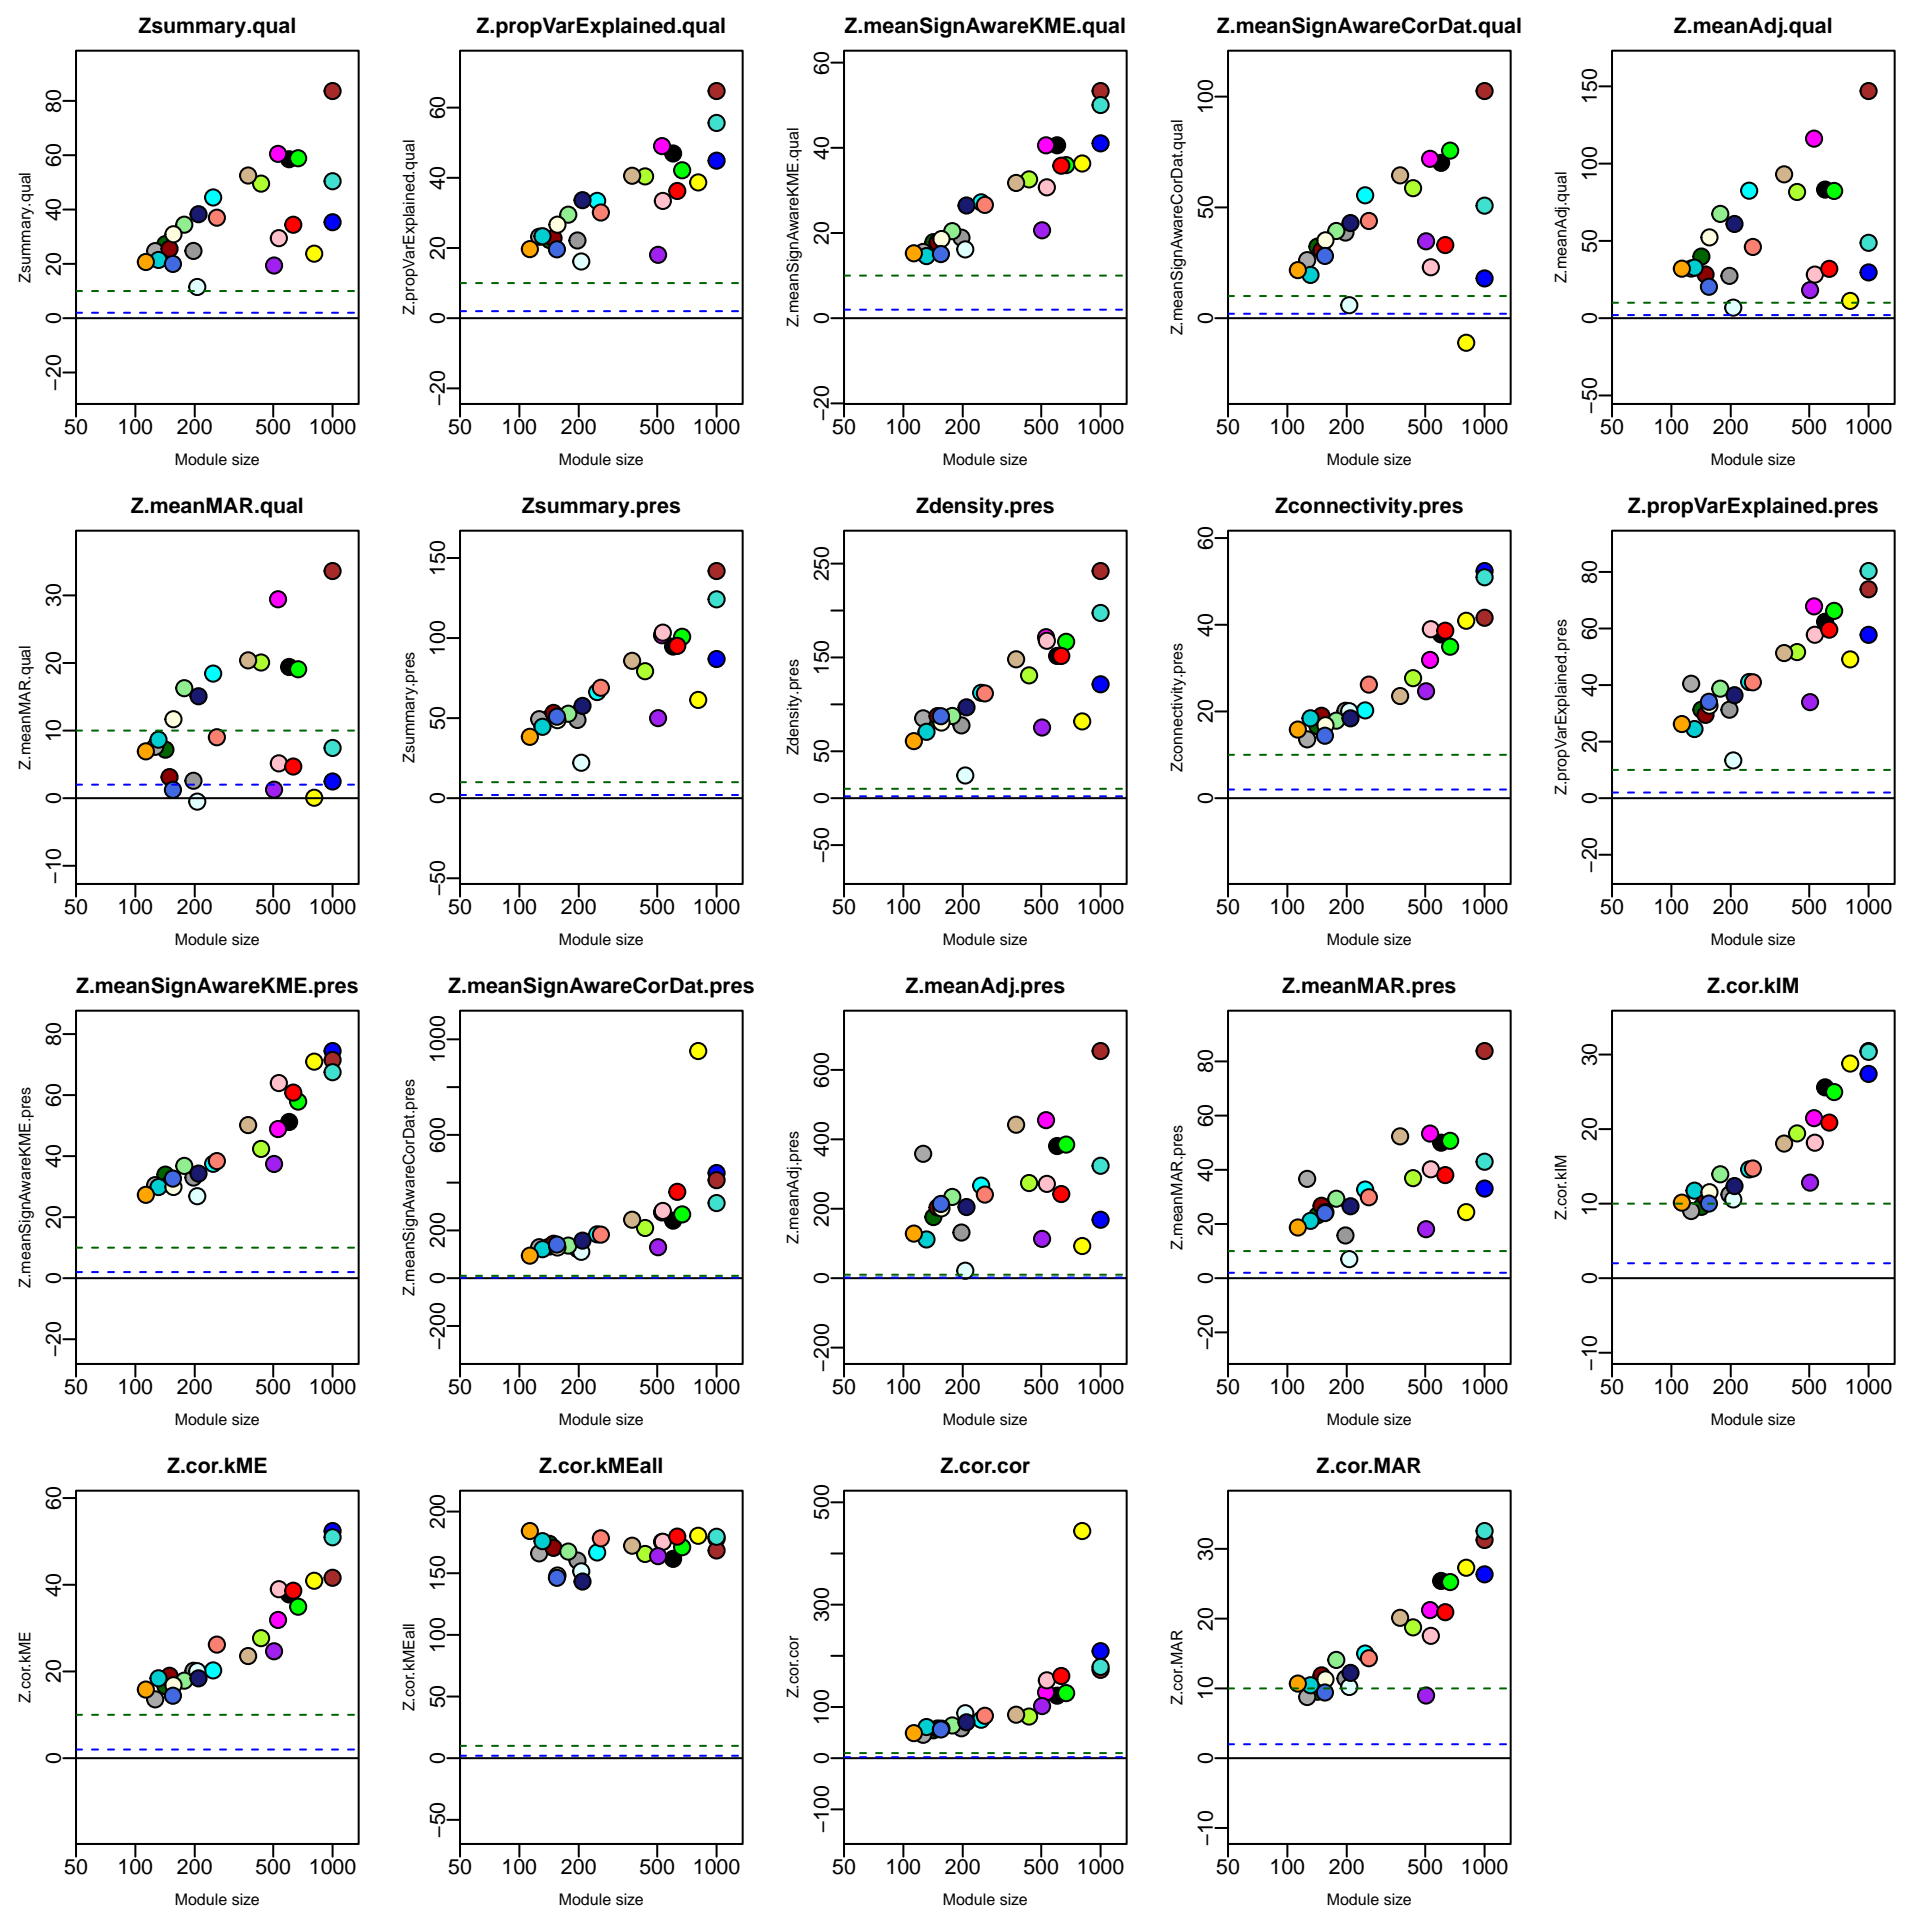 Zsummary.qual
Z.propVarExplained.qual
Z.meanSignAwareKME.qual
Z.meanSignAwareCorDat.qual
Z.meanAdj.qual
Zsummary.qual
−20 0 20 40 60 80
50 100 200 500 1000
Module size
Z.propVarExplained.qual
−20 0 20 40 60
50 100 200 500 1000
Module size
Z.meanSignAwareKME.qual
−20 0 20 40 60
50 100 200 500 1000
Module size
Z.meanSignAwareCorDat.qual
0 50 100
50 100 200 500 1000
Module size
Z.meanAdj.qual
−50 0 50 100 150
50 100 200 500 1000
Module size
Z.meanMAR.qual
Zsummary.pres
Zdensity.pres
Zconnectivity.pres
Z.propVarExplained.pres
Z.meanMAR.qual
−10 0 10 20 30
50 100 200 500 1000
Module size
Zsummary.pres
−50 0 50 100 150
50 100 200 500 1000
Module size
Zdensity.pres
−50 0 50 150 250
50 100 200 500 1000
Module size
Zconnectivity.pres
0 20 40 60
50 100 200 500 1000
Module size
Z.propVarExplained.pres
−20 0 20 40 60 80
50 100 200 500 1000
Module size
Z.meanSignAwareKME.pres
Z.meanSignAwareCorDat.pres
Z.meanAdj.pres
Z.meanMAR.pres
Z.cor.kIM
Z.meanSignAwareKME.pres
−20 0 20 40 60 80
50 100 200 500 1000
Module size
Z.meanSignAwareCorDat.pres
−200 0 200 600 1000
50 100 200 500 1000
Module size
Z.meanAdj.pres
−200 0 200 400 600
50 100 200 500 1000
Module size
Z.meanMAR.pres
−20 0 20 40 60 80
50 100 200 500 1000
Module size
Z.cor.kIM
−10 0 10 20 30
50 100 200 500 1000
Module size
Z.cor.kME
Z.cor.kMEall
Z.cor.cor
Z.cor.MAR
Z.cor.kME
0 20 40 60
50 100 200 500 1000
Module size
Z.cor.kMEall
−50 0 50 100 150 200
50 100 200 500 1000
Module size
Z.cor.cor
−100 0 100 300 500
50 100 200 500 1000
Module size
Z.cor.MAR
−10 0 10 20 30
50 100 200 500 1000
Module size